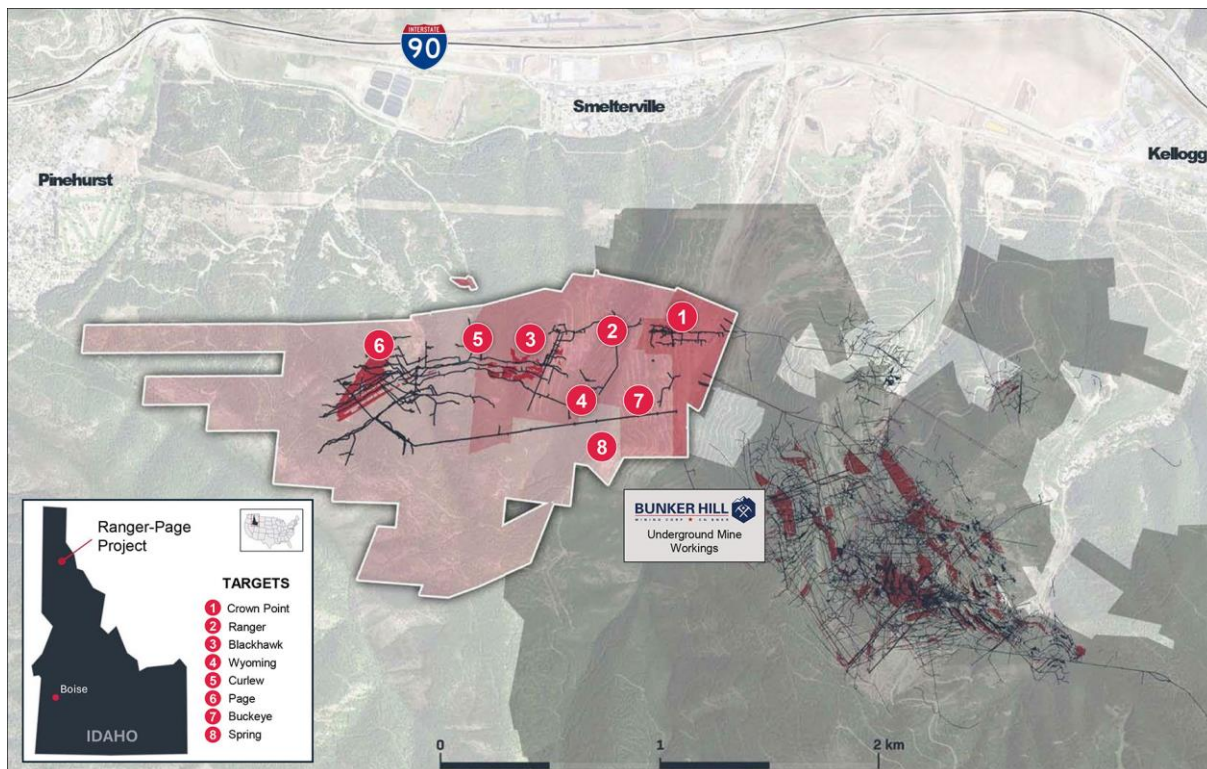 INTERSTATE
90
Smelterville
Kellogg
Pinehurst
1
2
3
5
6
4
7
8
BUNKER HILL
Underground Mine
Workings
Ranger-Page
Project
TARGETS
1 Crown Point
2 Ranger
3 Blackhawk
4 Wyoming
5 Curlew
6 Page
7 Buckeye
8 Spring
Boise
IDAHO
0
1
2 km